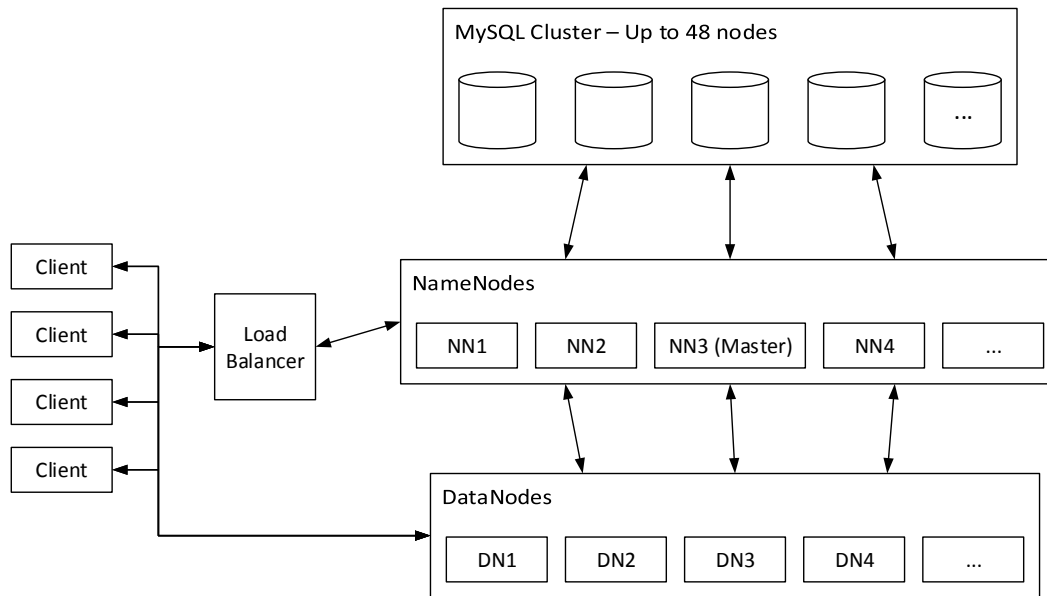 MySQL Cluster – Up to 48 nodes
...
Client
Client
Client
Client
Load
Balancer
NameNodes
NN1
NN2
NN3 (Master)
NN4
...
DataNodes
DN1
DN2
DN3
DN4
...